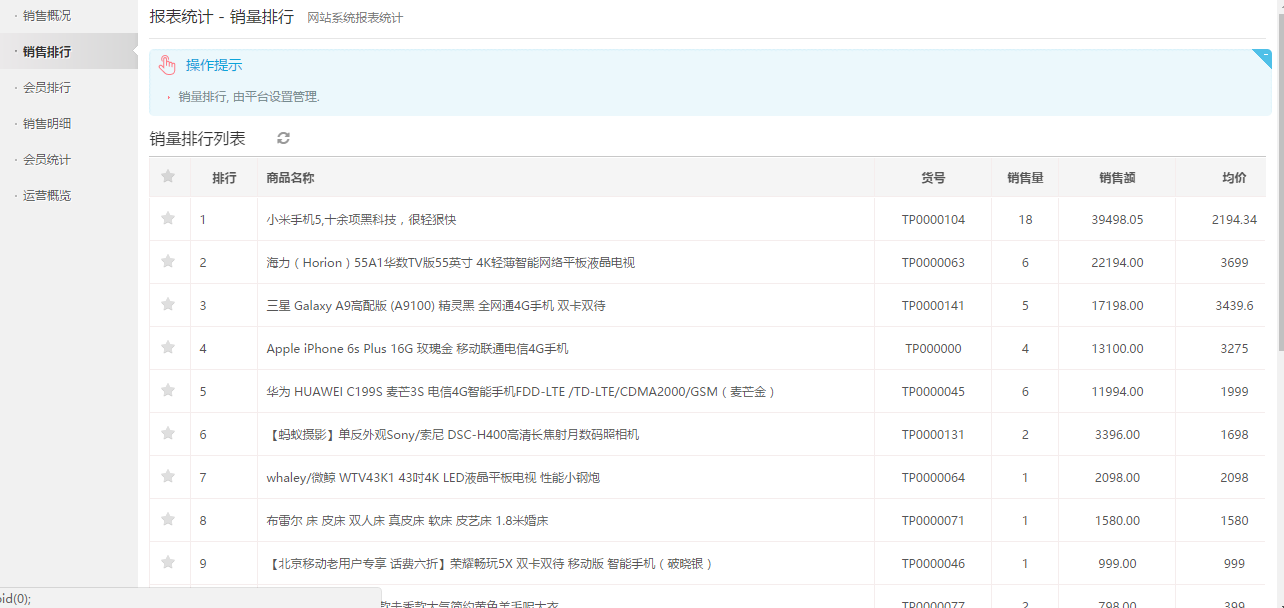 · 销售概况
· 销售排行
· 会员排行
· 销售明细
· 会员统计
· 运营概览
报表统计 - 销量排行 网站系统报表统计
操作提示
销量排行, 由平台设置管理.
销量排行列表
排行 商品名称 货号 销售量 销售额 均价
1 小米手机5,十余项黑科技，很轻狠快 TP0000104 18 39498.05 2194.34
2 海力（Horion）55A1华数TV版55英寸 4K轻薄智能网络平板液晶电视 TP0000063 6 22194.00 3699
3 三星 Galaxy A9高配版 (A9100) 精灵黑 全网通4G手机 双卡双待 TP0000141 5 17198.00 3439.6
4 Apple iPhone 6s Plus 16G 玫瑰金 移动联通电信4G手机 TP000000 4 13100.00 3275
5 华为 HUAWEI C199S 麦芒3S 电信4G智能手机FDD-LTE /TD-LTE/CDMA2000/GSM（麦芒金） TP0000045 6 11994.00 1999
6 【蚂蚁摄影】单反外观Sony/索尼 DSC-H400高清长焦射月数码照相机 TP0000131 2 3396.00 1698
7 whaley/微鲸 WTV43K1 43吋4K LED液晶平板电视 性能小钢炮 TP0000064 1 2098.00 2098
8 布雷尔 床 皮床 双人床 真皮床 软床 皮艺床 1.8米婚床 TP0000071 1 1580.00 1580
9 【北京移动老用户专享 话费六折】荣耀畅玩5X 双卡双待 移动版 智能手机（破晓银） TP0000046 1 999.00 999
款大气简约黄色羊毛呢大衣 TP0000077 2 798.00 399
oid(0);